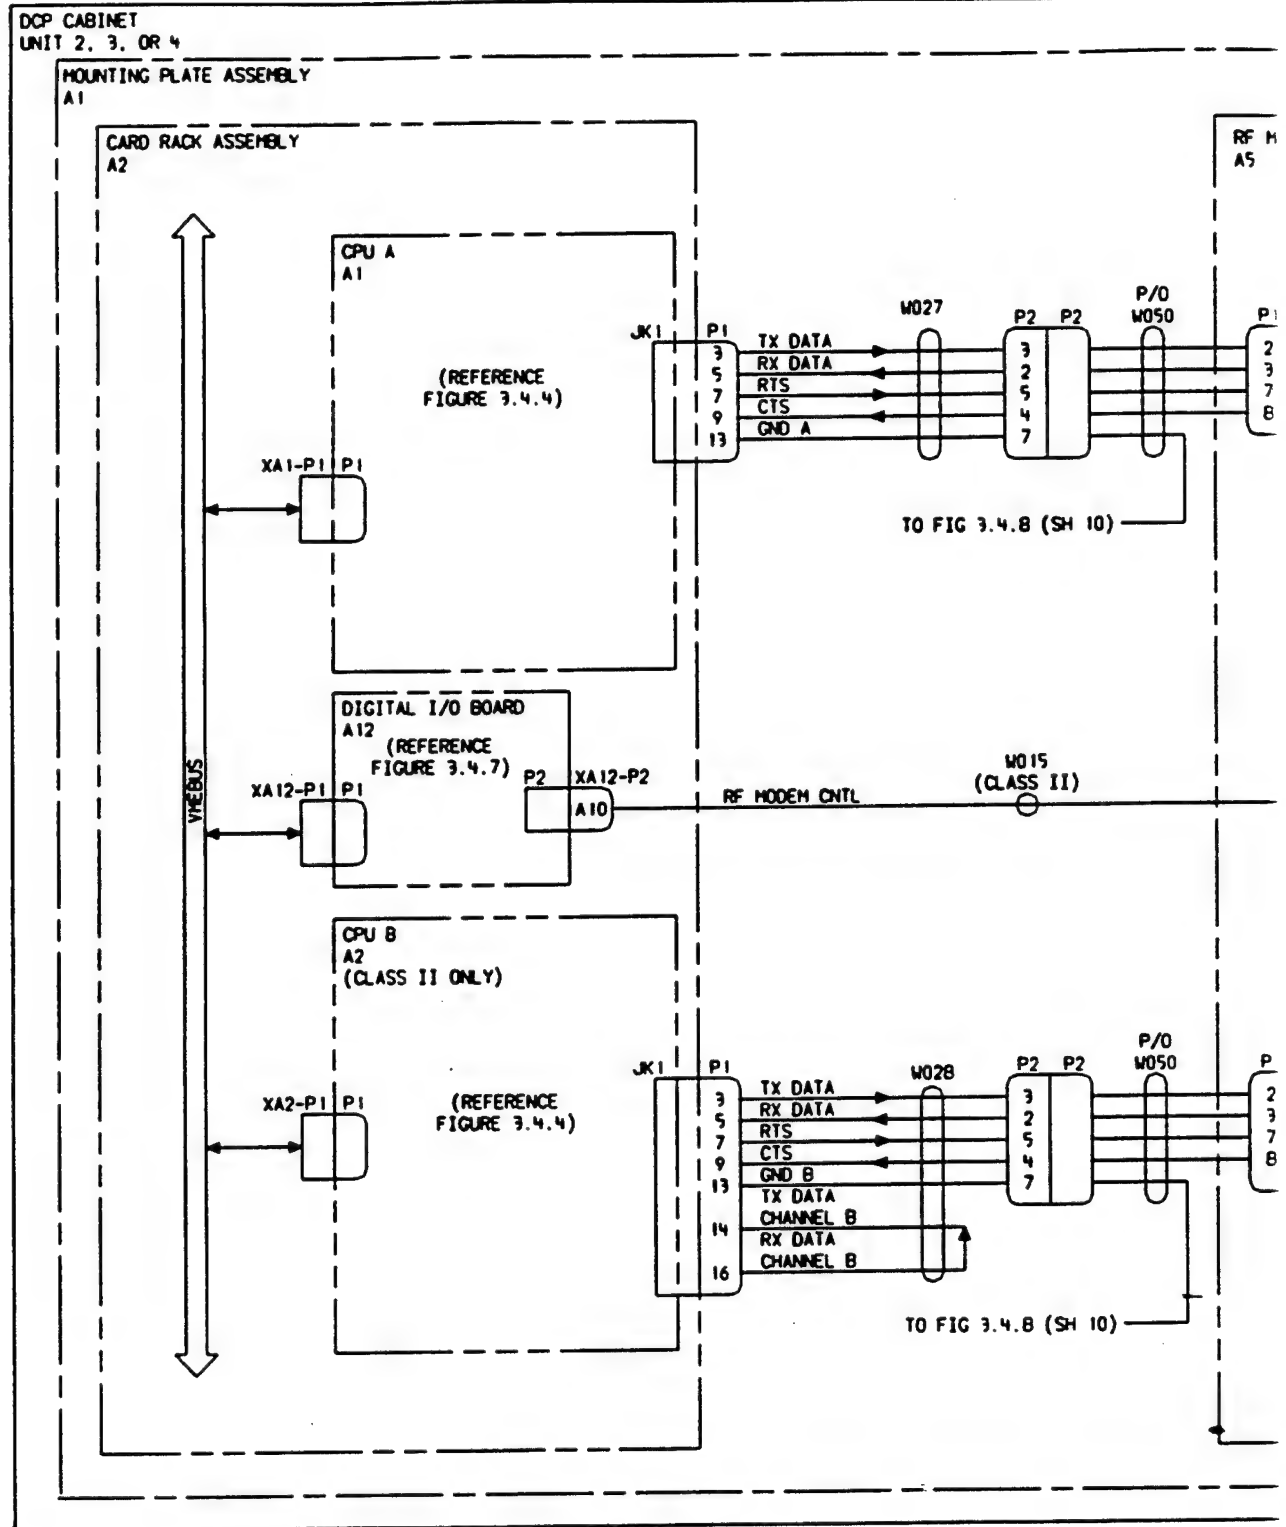 DCP CABINET
UNIT 2, 3, OR 4
MOUNTING PLATE ASSEMBLY
A1
CARD RACK ASSEMBLY
A2
RF M
A5
CPU A
A1
(REFERENCE
FIGURE 3.4.4)
JK1 P1
3 TX DATA
5 RX DATA
7 RTS
9 CTS
13 GND A
W027
P2 P2
3
2
5
4
7
P/O
W050
P1
2
3
7
8
XA1-P1 P1
TO FIG 3.4.8 (SH 10)
VMEBUS
DIGITAL I/O BOARD
A12
(REFERENCE
FIGURE 3.4.7)
XA12-P1 P1
P2 XA12-P2
A10
RF MODEM CNTL
W015
(CLASS II)
CPU B
A2
(CLASS II ONLY)
(REFERENCE
FIGURE 3.4.4)
XA2-P1 P1
JK1 P1
3 TX DATA
5 RX DATA
7 RTS
9 CTS
13 GND B
TX DATA
14 CHANNEL B
RX DATA
16 CHANNEL B
W028
P2 P2
3
2
5
4
7
P/O
W050
P
2
3
7
8
TO FIG 3.4.8 (SH 10)